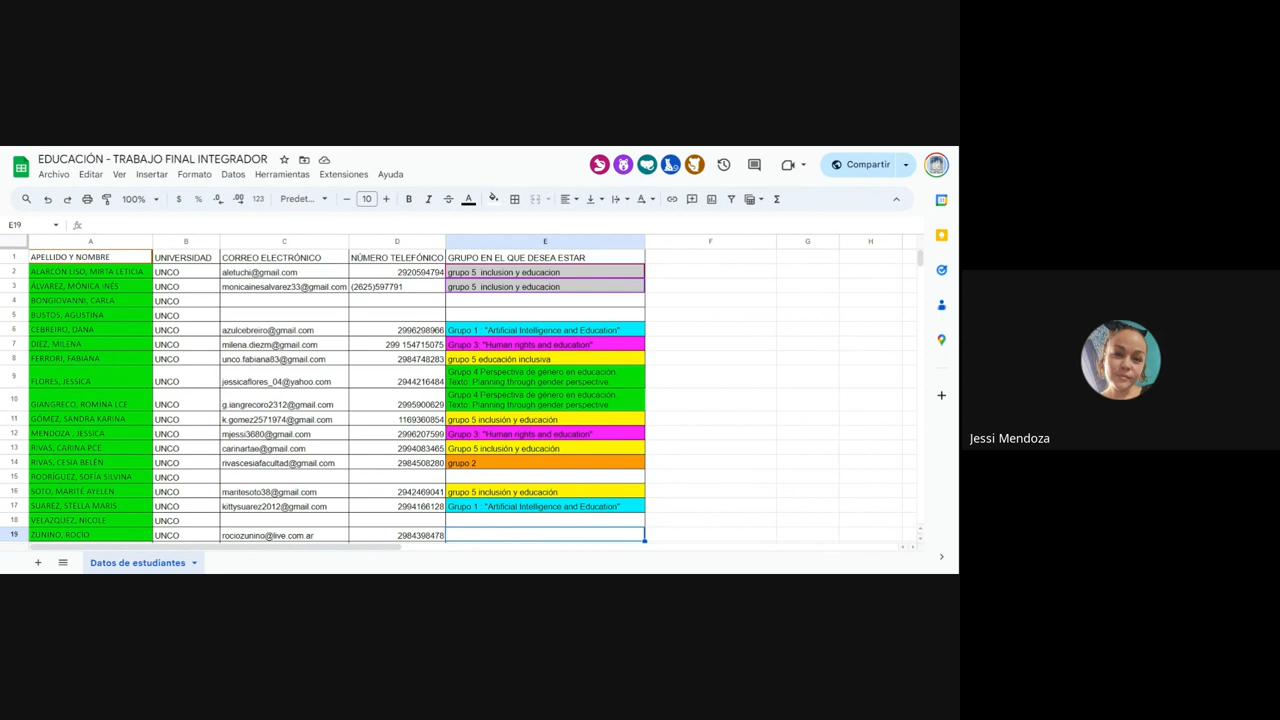 EDUCACIÓN - TRABAJO FINAL INTEGRADOR
Archivo Editar Ver Insertar Formato Datos Herramientas Extensiones Ayuda
Compartir
100% $ % .0 .00 123 Predet... 10 B I A
E19 fx
A B C D E F G H
1 APELLIDO Y NOMBRE UNIVERSIDAD CORREO ELECTRÓNICO NÚMERO TELEFÓNICO GRUPO EN EL QUE DESEA ESTAR
2 ALARCÓN LISO, MIRTA LETICIA UNCO aletuchi@gmail.com 2920594794 grupo 5 inclusion y educacion
3 ÁLVAREZ, MÓNICA INÉS UNCO monicainesalvarez33@gmail.com (2625)597791 grupo 5 inclusion y educacion
4 BONGIOVANNI, CARLA UNCO
5 BUSTOS, AGUSTINA UNCO
6 CEBREIRO, DANA UNCO azulcebreiro@gmail.com 2996298966 Grupo 1 : "Artificial Intelligence and Education"
7 DIEZ, MILENA UNCO milena.diezm@gmail.com 299 154715075 Grupo 3: "Human rights and education"
8 FERRORI, FABIANA UNCO unco.fabiana83@gmail.com 2984748283 grupo 5 educación inclusiva
9 FLORES, JESSICA UNCO jessicaflores_04@yahoo.com 2944216484 Grupo 4 Perspectiva de género en educación.
Texto: Planning through gender perspective.
10 GIANGRECO, ROMINA LCE UNCO g.iangrecoro2312@gmail.com 2995900629 Grupo 4 Perspectiva de género en educación.
Texto: Planning through gender perspective.
11 GÓMEZ, SANDRA KARINA UNCO k.gomez2571974@gmail.com 1169360854 grupo 5 inclusión y educación
12 MENDOZA , JESSICA UNCO mjessi3680@gmail.com 2996207599 Grupo 3: "Human rights and education"
13 RIVAS, CARINA PCE UNCO carinartae@gmail.com 2994083465 Grupo 5 inclusión y educación
14 RIVAS, CESIA BELÉN UNCO rivascesiafacultad@gmail.com 2984508280 grupo 2
15 RODRÍGUEZ, SOFÍA SILVINA UNCO
16 SOTO, MARITÉ AYELEN UNCO maritesoto38@gmail.com 2942469041 grupo 5 inclusión y educación
17 SUAREZ, STELLA MARIS UNCO kittysuarez2012@gmail.com 2994166128 Grupo 1 : "Artificial Intelligence and Education"
18 VELAZQUEZ, NICOLE UNCO
19 ZUNINO, ROCÍO UNCO rociozunino@live.com.ar 2984398478
Datos de estudiantes
Jessi Mendoza